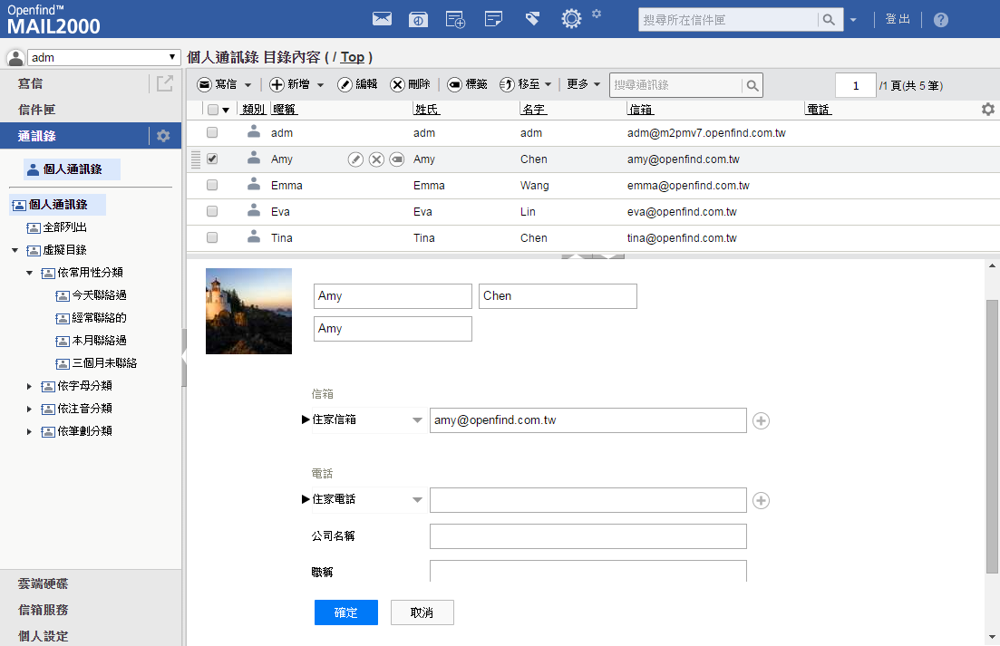 Openfind™
MAIL2000
搜尋所在信件匣
登出
?
adm
個人通訊錄 目錄內容 ( / Top )
寫信
信件匣
通訊錄
個人通訊錄
個人通訊錄
全部列出
虛擬目錄
依常用性分類
今天聯絡過
經常聯絡的
本月聯絡過
三個月未聯絡
依字母分類
依注音分類
依筆劃分類
雲端硬碟
信箱服務
個人設定
寫信 新增 編輯 刪除 標籤 移至 更多 搜尋通訊錄 1 /1 頁(共 5 筆)
類別 暱稱 姓氏 名字 信箱 電話
adm adm adm adm@m2pmv7.openfind.com.tw
Amy Amy Chen amy@openfind.com.tw
Emma Emma Wang emma@openfind.com.tw
Eva Eva Lin eva@openfind.com.tw
Tina Tina Chen tina@openfind.com.tw
Amy Chen
Amy
信箱
住家信箱 amy@openfind.com.tw
電話
住家電話
公司名稱
職稱
確定 取消